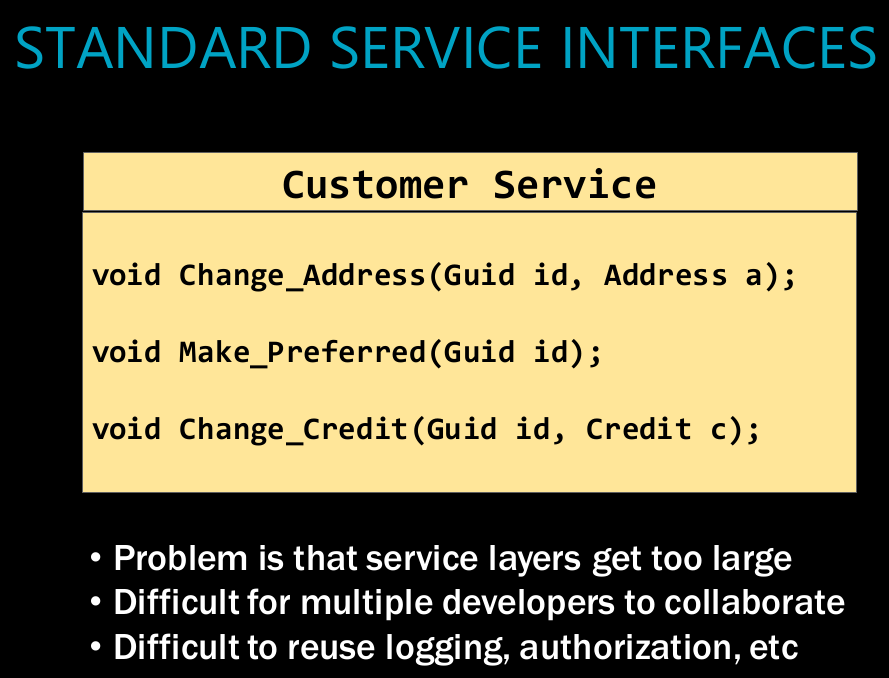 STANDARD SERVICE INTERFACES
Customer Service
void Change_Address(Guid id, Address a);
void Make_Preferred(Guid id);
void Change_Credit(Guid id, Credit c);
• Problem is that service layers get too large
• Difficult for multiple developers to collaborate
• Difficult to reuse logging, authorization, etc